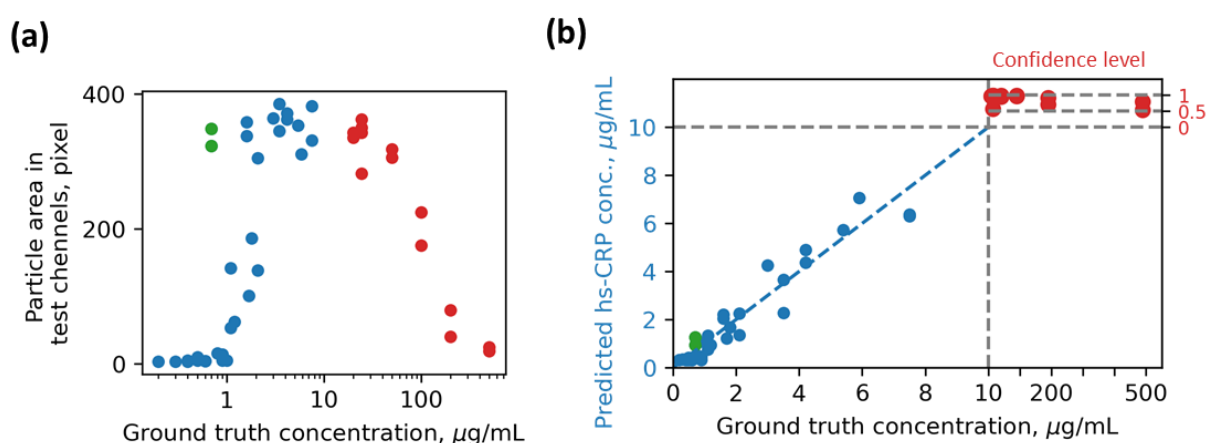 (a)
400
200
0
Particle area in
test chennels, pixel
1 10 100
Ground truth concentration, µg/mL
(b)
Confidence level
Predicted hs-CRP conc., µg/mL
10
8
6
4
2
0
1
0.5
0
0 2 4 6 8 10 200 500
Ground truth concentration, µg/mL